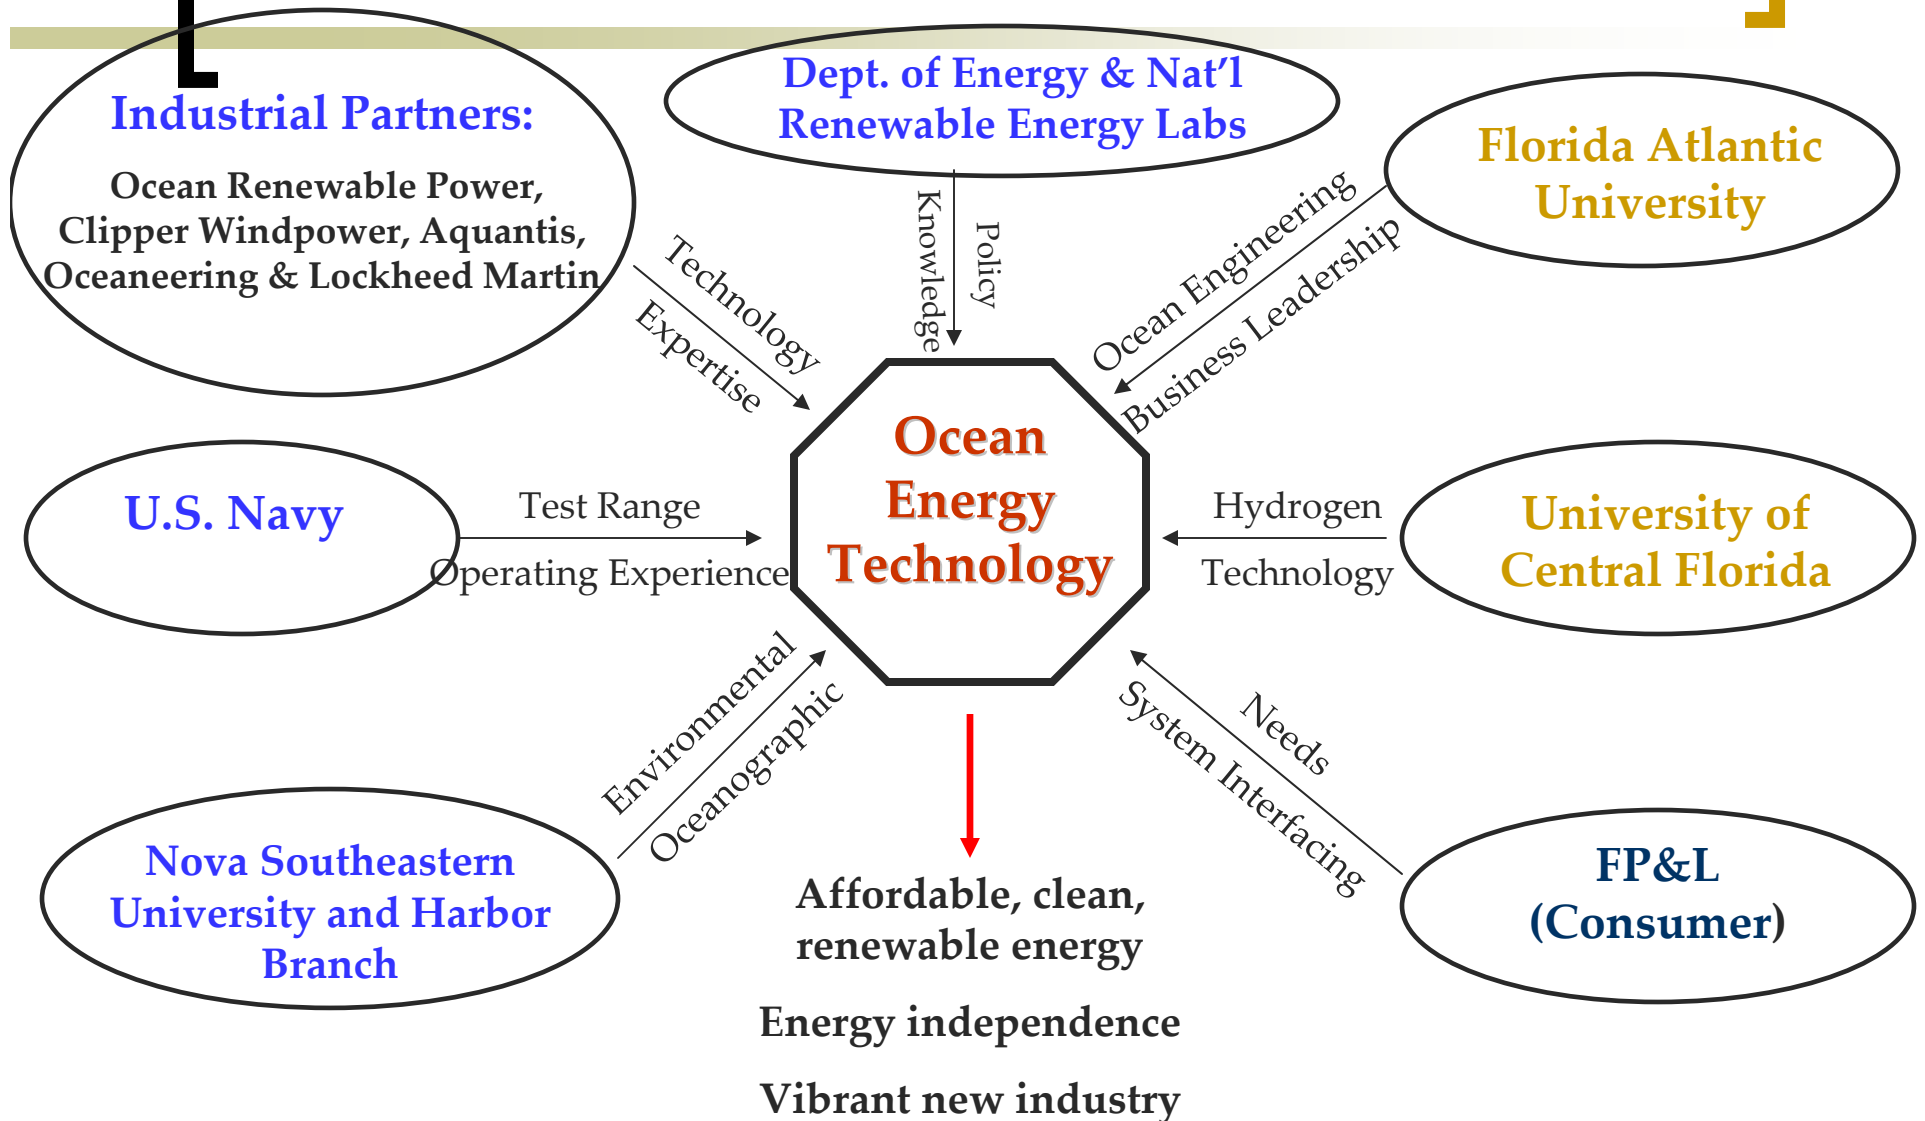 Industrial Partners:
Ocean Renewable Power,
Clipper Windpower, Aquantis,
Oceaneering & Lockheed Martin
Dept. of Energy & Nat’l
Renewable Energy Labs
Florida Atlantic
University
Technology
Expertise
Knowledge
Policy
Ocean Engineering
Business Leadership
U.S. Navy
Test Range
Operating Experience
Ocean
Energy
Technology
Hydrogen
Technology
University of
Central Florida
Environmental
Oceanographic
Needs
System Interfacing
Nova Southeastern
University and Harbor
Branch
FP&L
(Consumer)
Affordable, clean,
renewable energy
Energy independence
Vibrant new industry